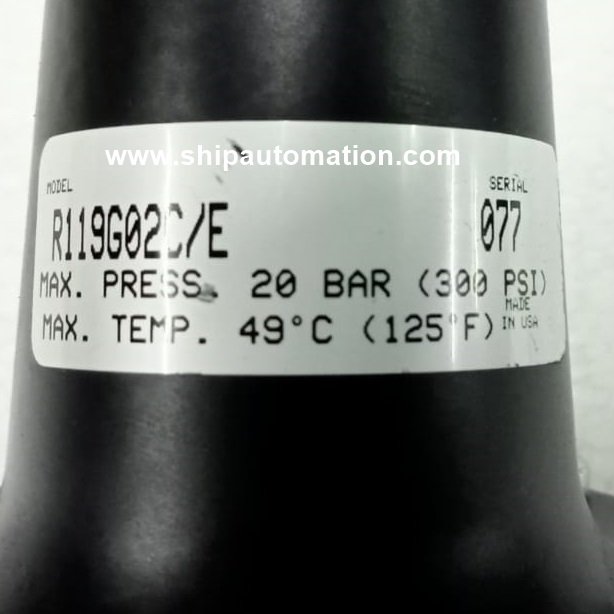 www.shipautomation.com
MODEL SERIAL
R119G02C/E 077
MAX. PRESS. 20 BAR (300 PSI)
MAX. TEMP. 49°C (125°F) MADE IN USA